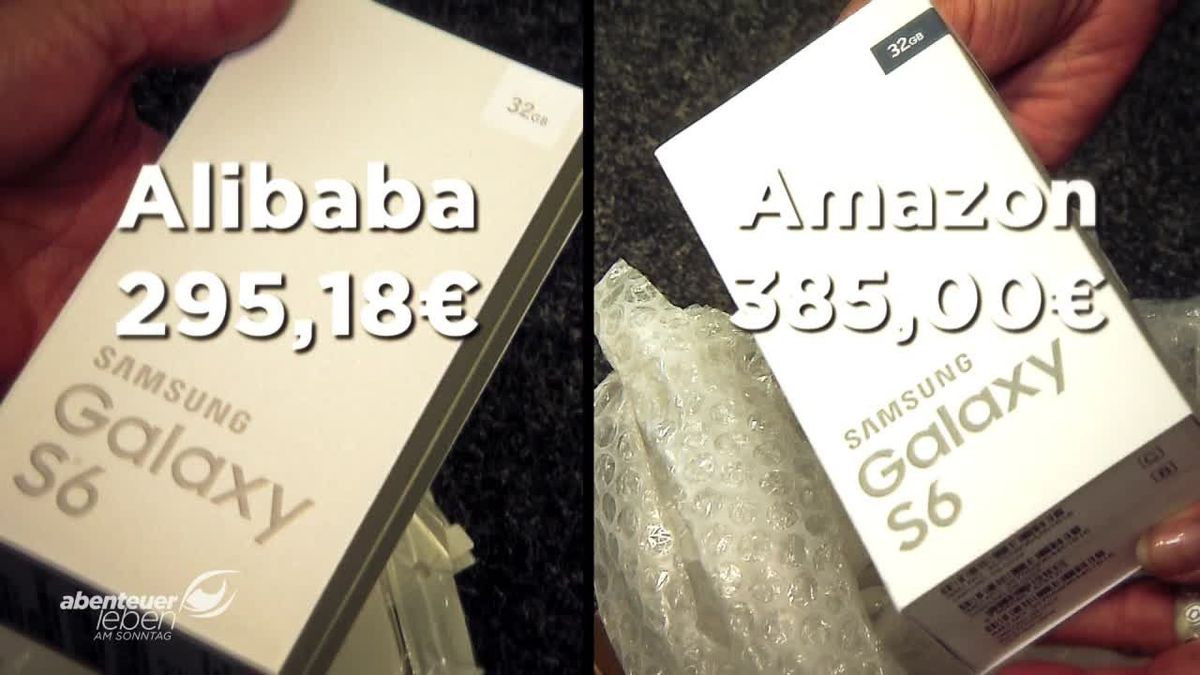 32GB
Alibaba
295,18€
SAMSUNG
Galaxy
S6
abenteuer
leben
AM SONNTAG
32GB
Amazon
385,00€
SAMSUNG
Galaxy
S6